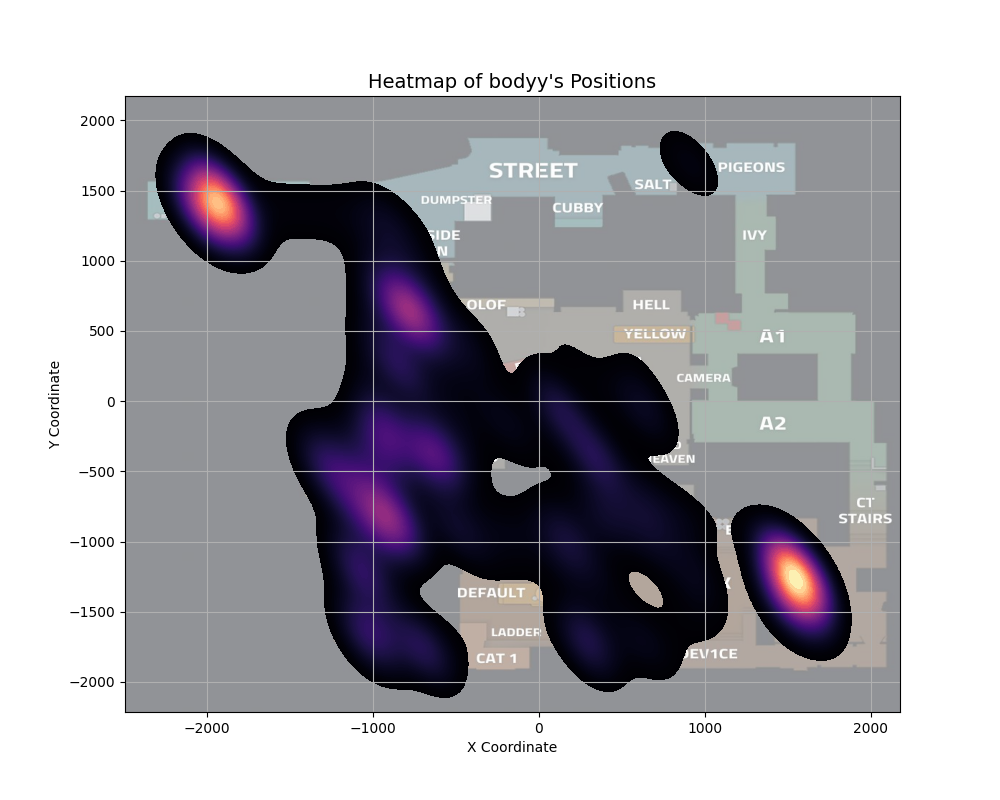 Heatmap of bodyy's Positions
2000
1500
1000
500
0
−500
−1000
−1500
−2000
Y Coordinate
STREET
PIGEONS
SALT
DUMPSTER
CUBBY
SIDE
IVY
OLOF
HELL
YELLOW
A1
CAMERA
A2
EAVEN
CT
STAIRS
DEFAULT
LADDER
CAT 1
DEV1CE
−2000
−1000
0
1000
2000
X Coordinate